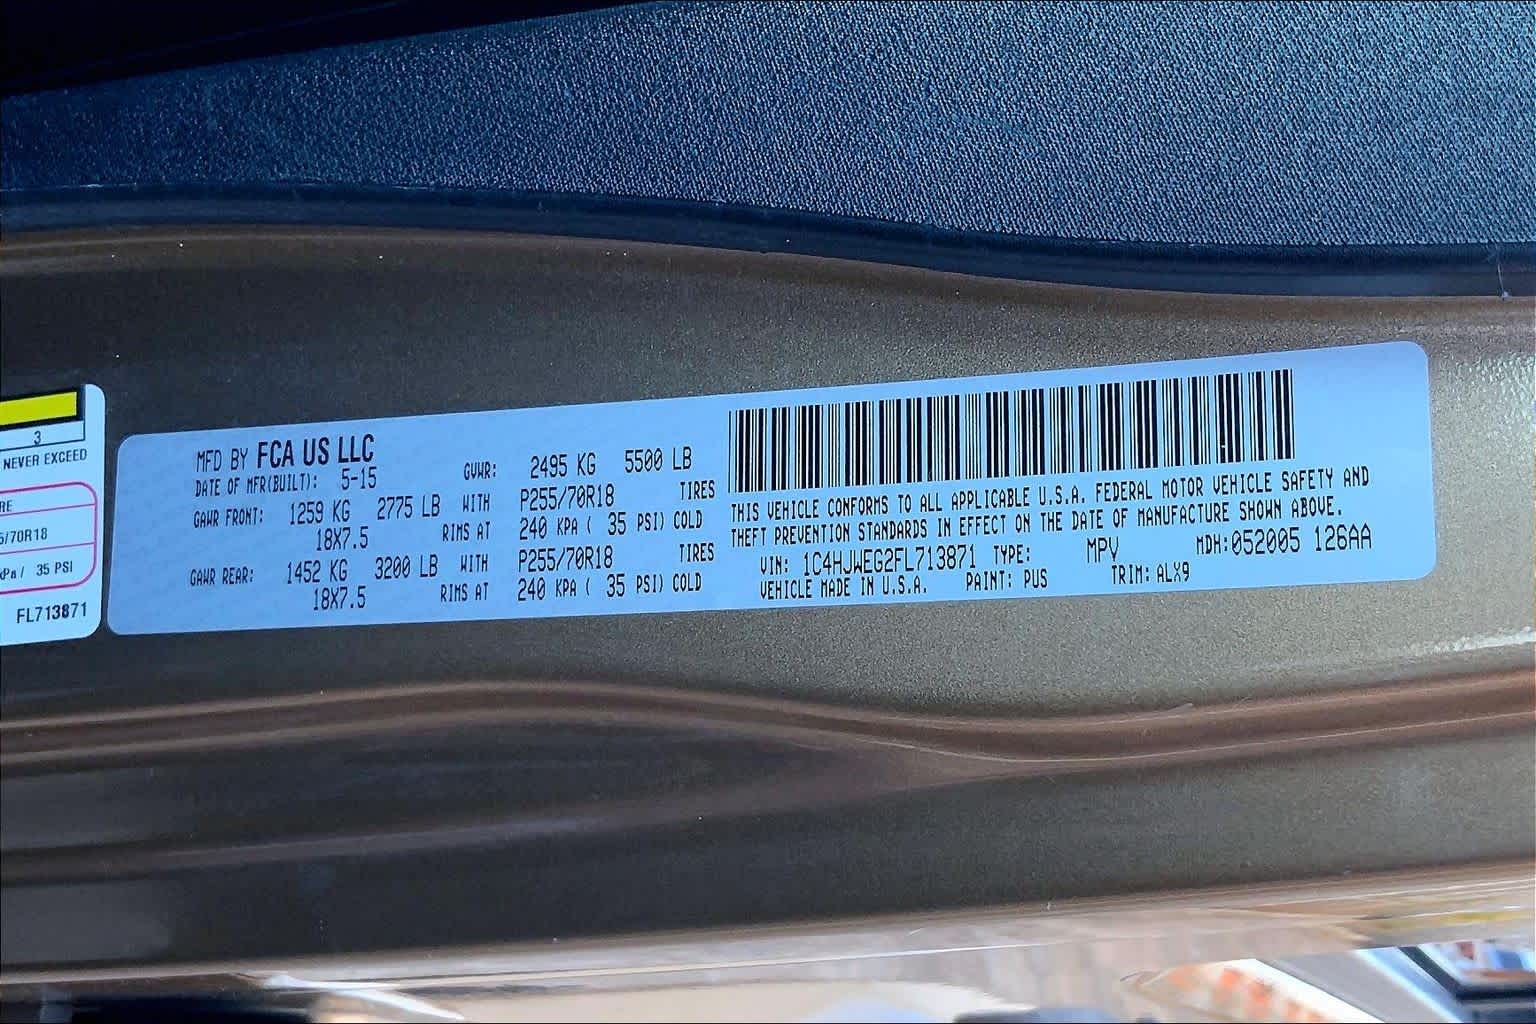 3
NEVER EXCEED
RE
5/70R18
kPa / 35 PSI
FL713871
MFD BY FCA US LLC
DATE OF MFR(BUILT): 5-15
GVWR: 2495 KG 5500 LB
GAWR FRONT: 1259 KG 2775 LB WITH P255/70R18 TIRES
18X7.5 RIMS AT 240 KPA ( 35 PSI) COLD
GAWR REAR: 1452 KG 3200 LB WITH P255/70R18 TIRES
18X7.5 RIMS AT 240 KPA ( 35 PSI) COLD
THIS VEHICLE CONFORMS TO ALL APPLICABLE U.S.A. FEDERAL MOTOR VEHICLE SAFETY AND
THEFT PREVENTION STANDARDS IN EFFECT ON THE DATE OF MANUFACTURE SHOWN ABOVE.
VIN: 1C4HJWEG2FL713871 TYPE: MPV MDH:052005 126AA
VEHICLE MADE IN U.S.A. PAINT: PUS TRIM: ALX9